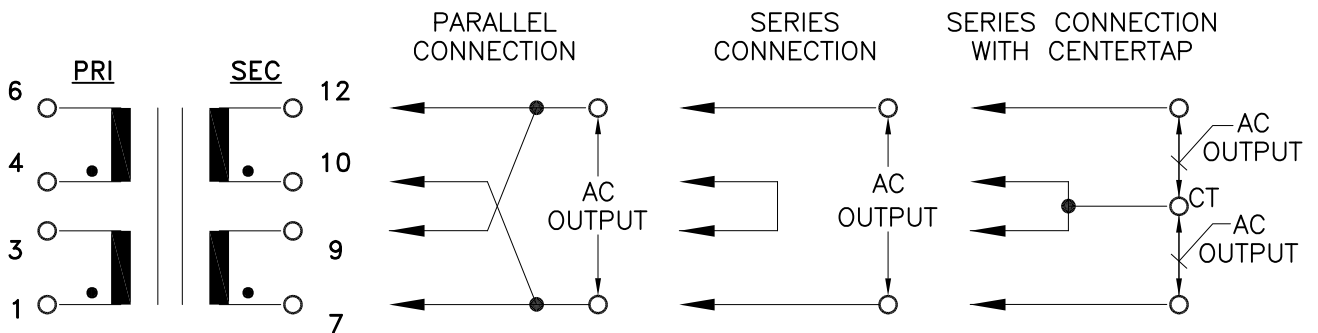 PARALLEL
CONNECTION
SERIES
CONNECTION
SERIES CONNECTION
WITH CENTERTAP
PRI
SEC
6
12
4
10
3
9
1
7
AC
OUTPUT
AC
OUTPUT
AC
OUTPUT
CT
AC
OUTPUT